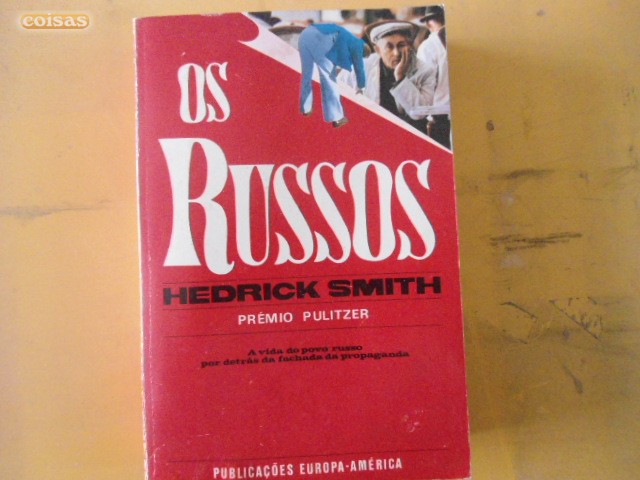 coisas
OS
RUSSOS
HEDRICK SMITH
PRÉMIO PULITZER
A vida do povo russo
por detrás da fachada da propaganda
PUBLICAÇÕES EUROPA-AMÉRICA